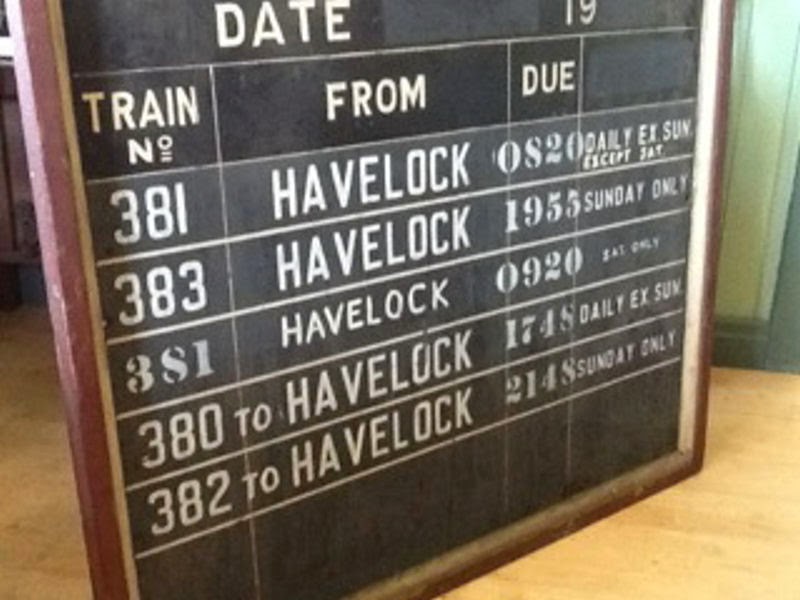 DATE 19
TRAIN Nº FROM DUE
381 HAVELOCK 0820 DAILY EX. SUN. EXCEPT SAT.
383 HAVELOCK 1955 SUNDAY ONLY
381 HAVELOCK 0920 SAT. ONLY
380 TO HAVELOCK 1748 DAILY EX. SUN.
382 TO HAVELOCK 2148 SUNDAY ONLY